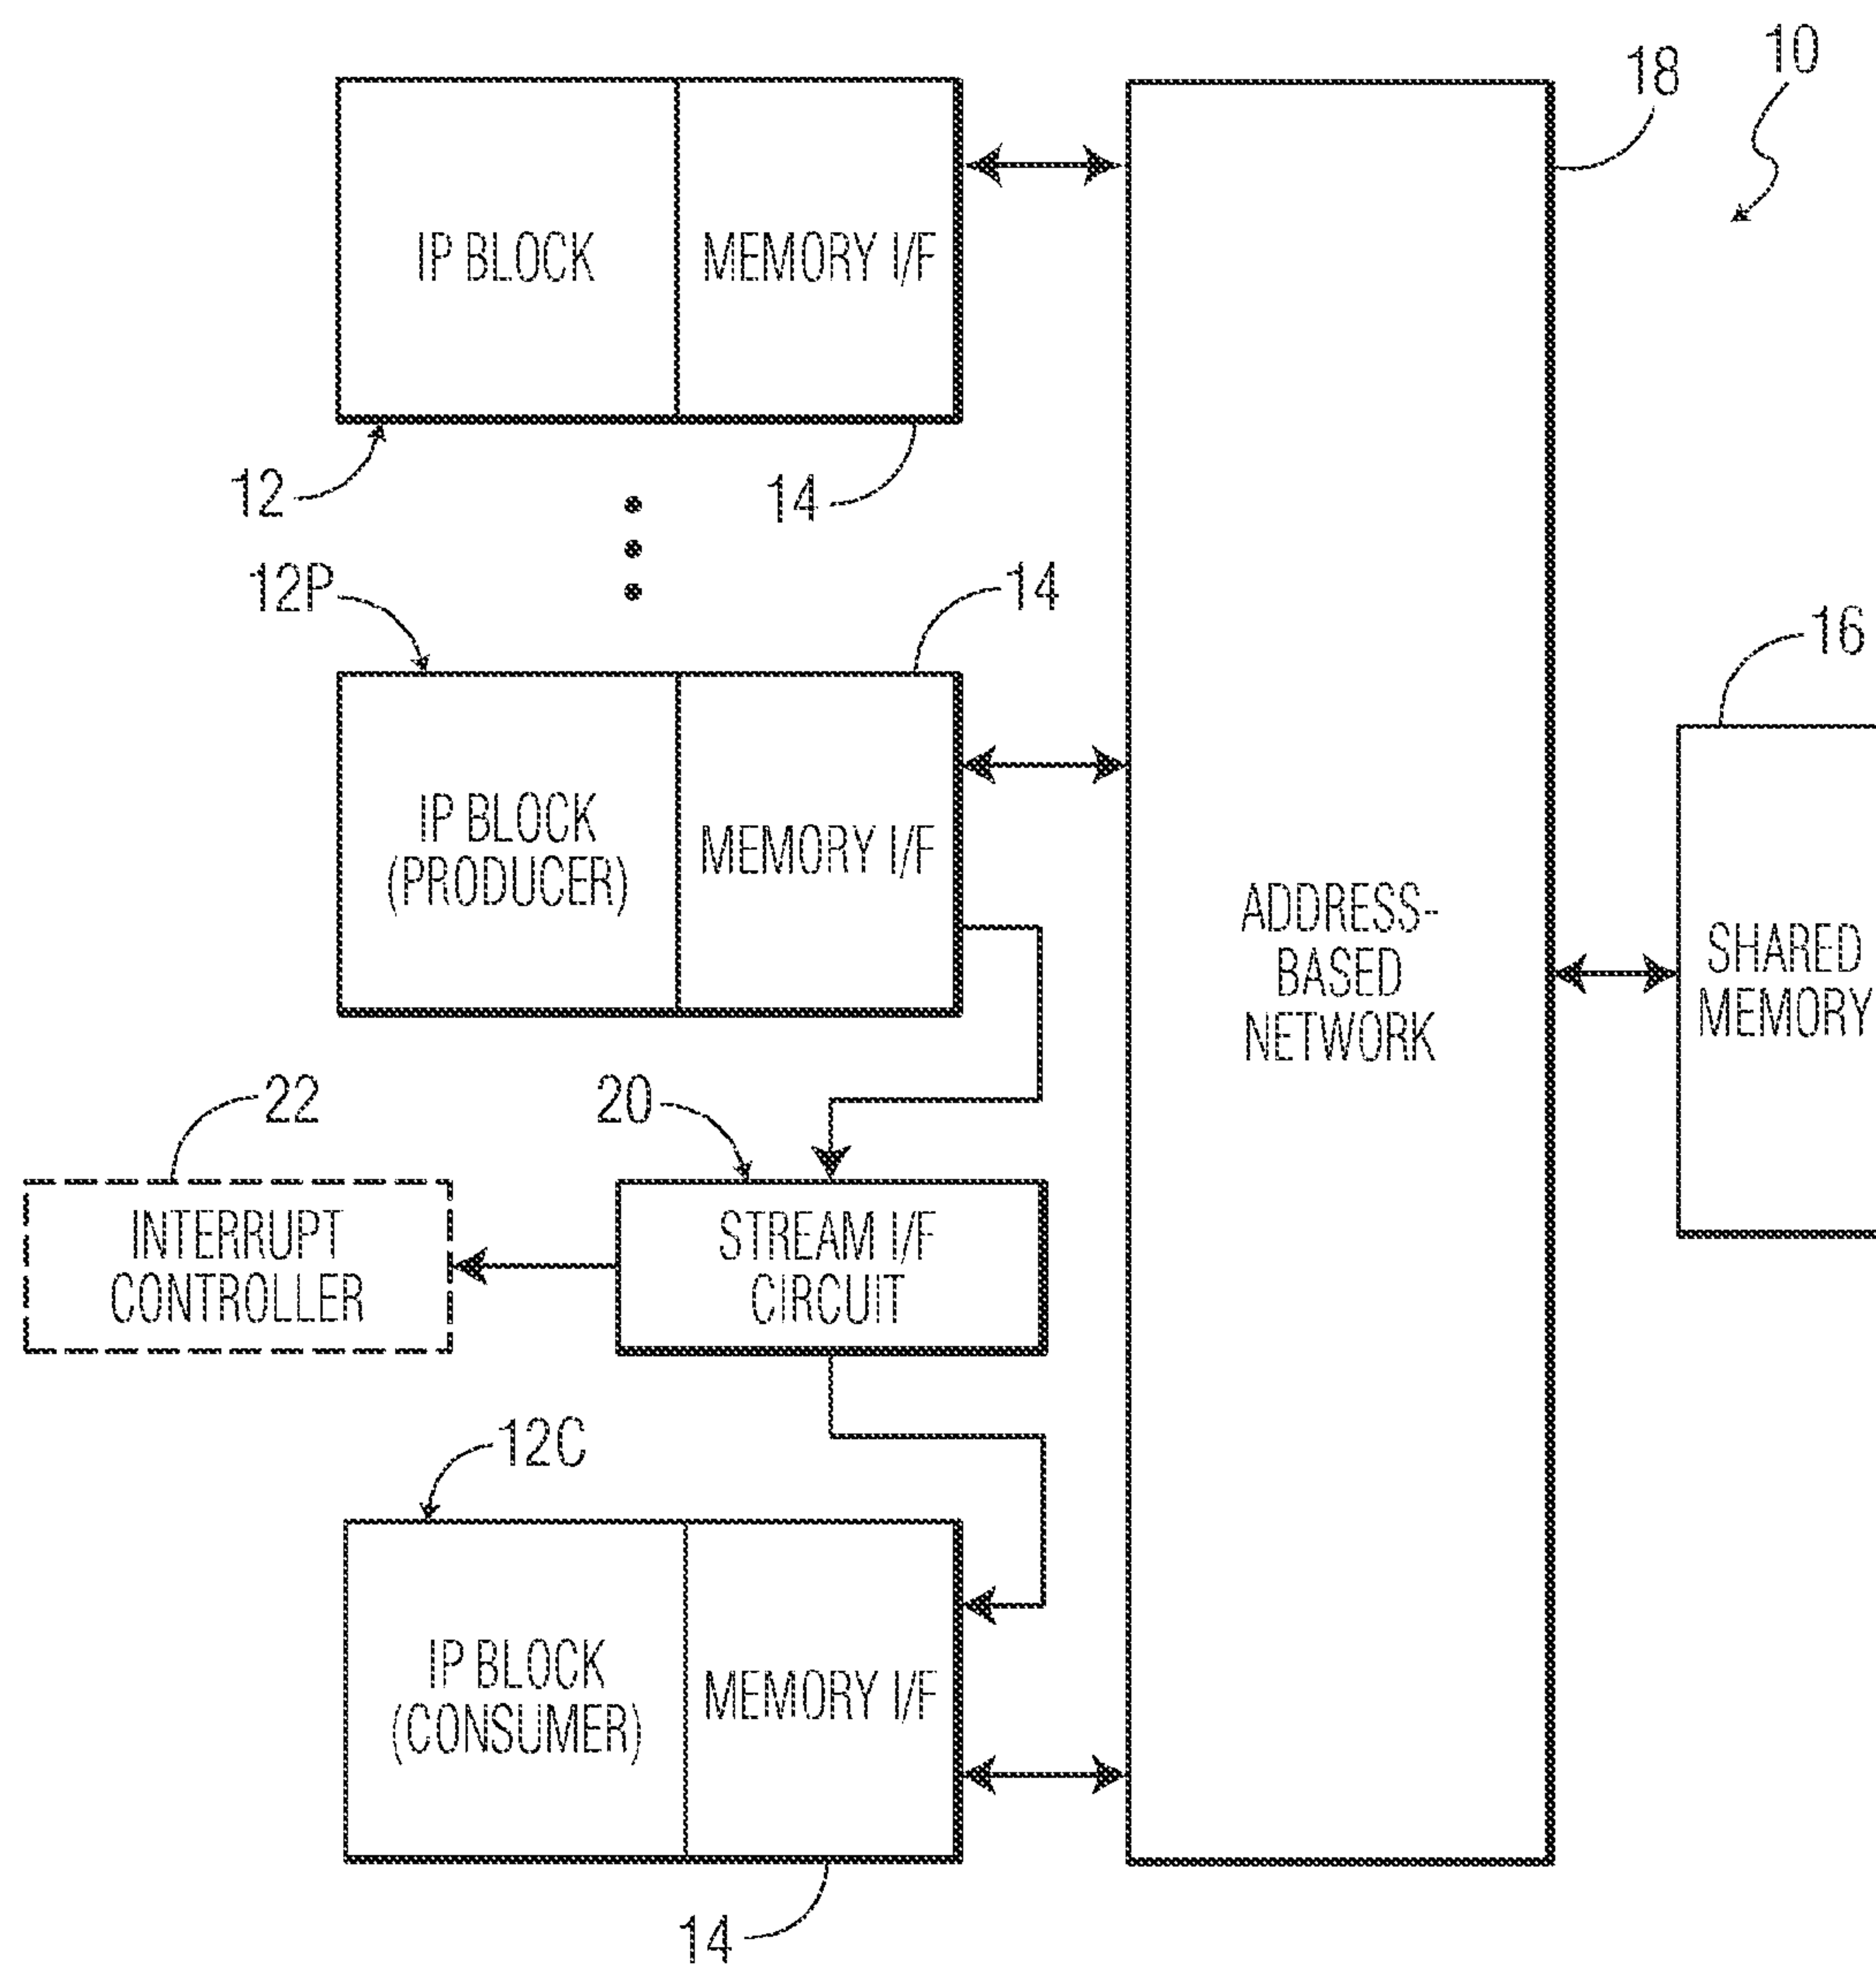 10
18
IP BLOCK
MEMORY I/F
12
14
12P
14
16
IP BLOCK
(PRODUCER)
MEMORY I/F
ADDRESS-
BASED
NETWORK
SHARED
MEMORY
22
20
INTERRUPT
CONTROLLER
STREAM I/F
CIRCUIT
12C
IP BLOCK
(CONSUMER)
MEMORY I/F
14